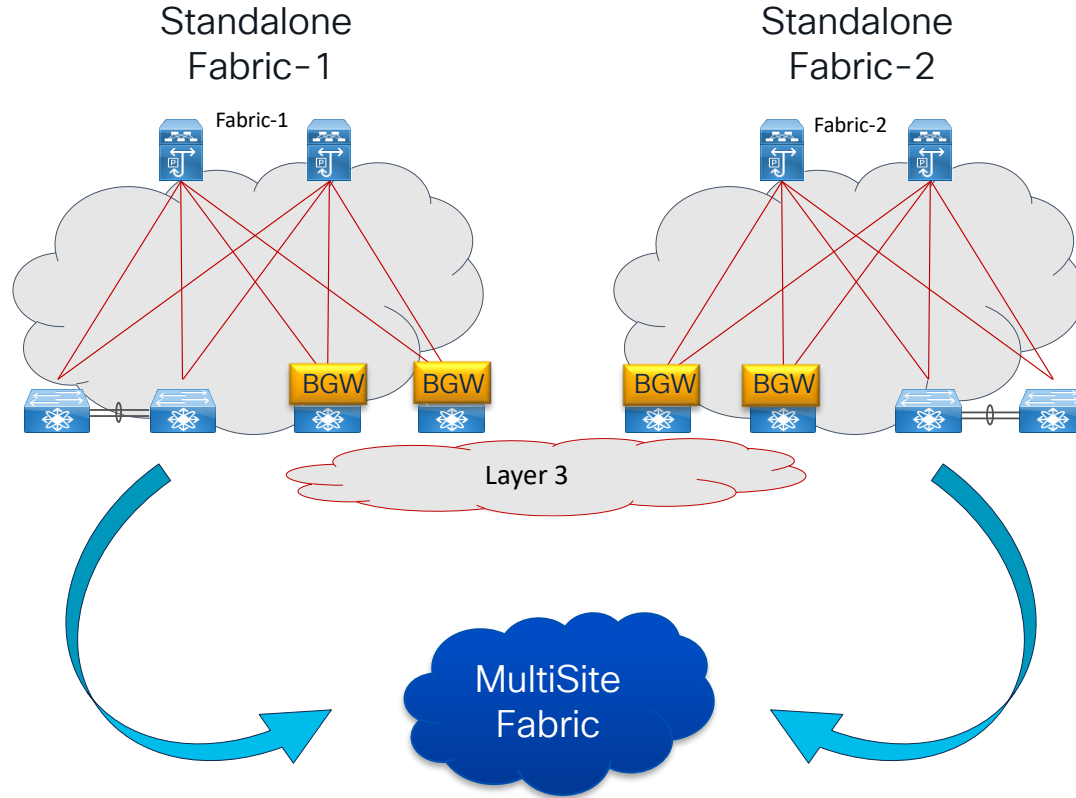 Standalone
Fabric-1
Standalone
Fabric-2
Fabric-1
Fabric-2
P
P
P
P
BGW
BGW
BGW
BGW
Layer 3
MultiSite
Fabric